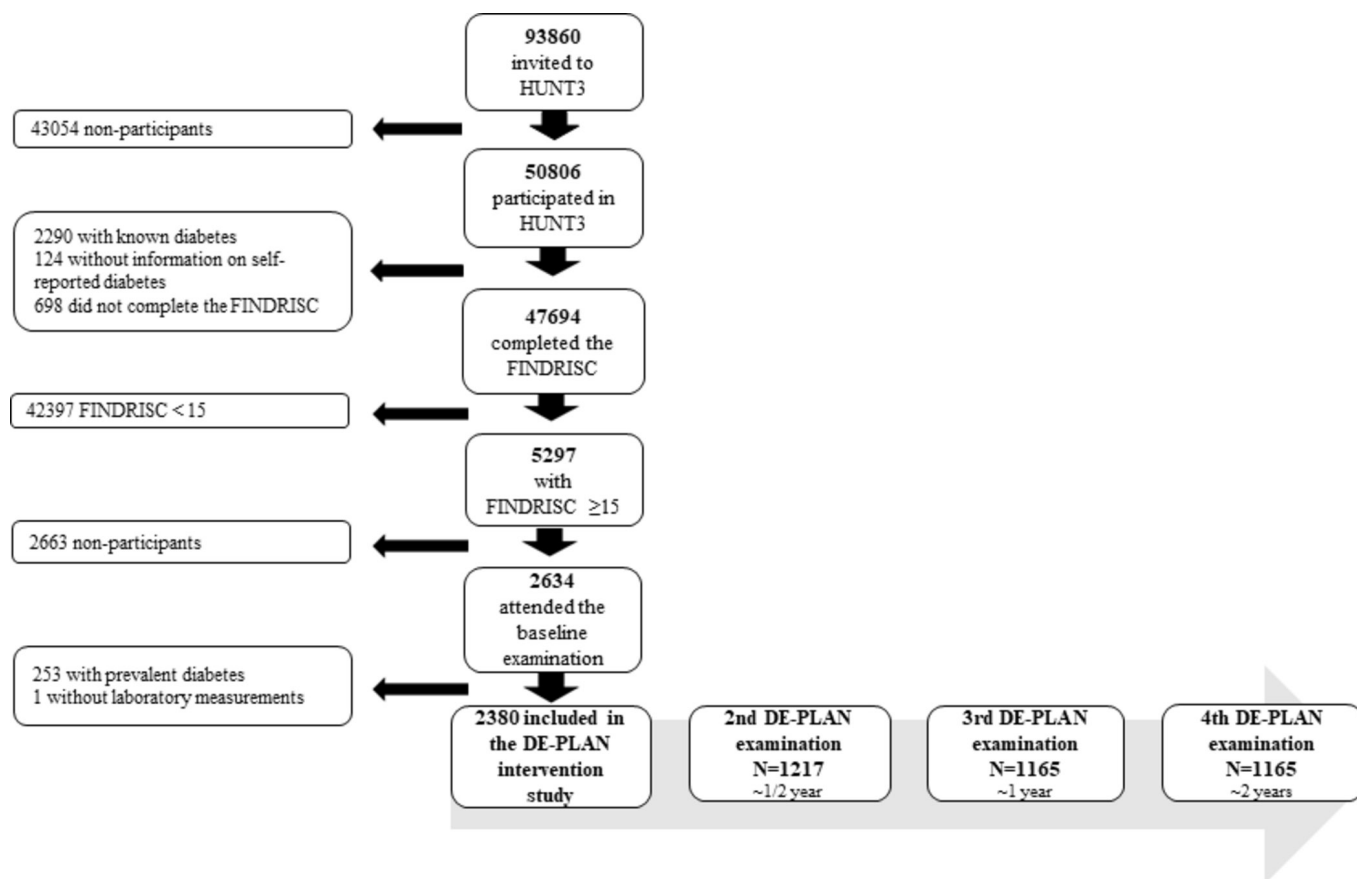 93860
invited to
HUNT3
43054 non-participants
50806
participated in
HUNT3
2290 with known diabetes
124 without information on self-
reported diabetes
698 did not complete the FINDRISC
47694
completed the
FINDRISC
42397 FINDRISC < 15
5297
with
FINDRISC ≥15
2663 non-participants
2634
attended the
baseline
examination
253 with prevalent diabetes
1 without laboratory measurements
2380 included in
the DE-PLAN
intervention
study
2nd DE-PLAN
examination
N=1217
~1/2 year
3rd DE-PLAN
examination
N=1165
~1 year
4th DE-PLAN
examination
N=1165
~2 years